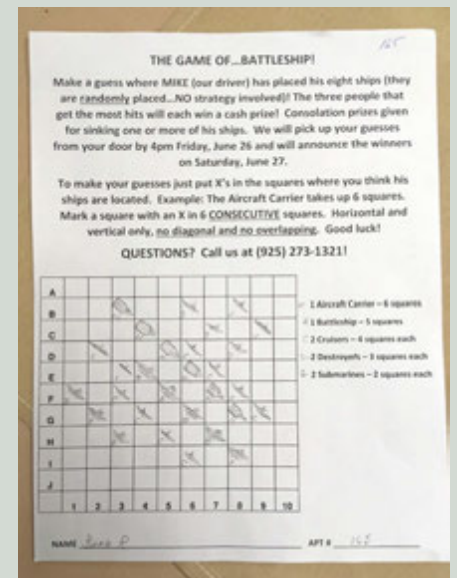 165
THE GAME OF...BATTLESHIP!
Make a guess where MIKE (our driver) has placed his eight ships (they
are randomly placed...NO strategy involved)! The three people that
get the most hits will each win a cash prize! Consolation prizes given
for sinking one or more of his ships. We will pick up your guesses
from your door by 4pm Friday, June 26 and will announce the winners
on Saturday, June 27.
To make your guesses just put X's in the squares where you think his
ships are located. Example: The Aircraft Carrier takes up 6 squares.
Mark a square with an X in 6 CONSECUTIVE squares. Horizontal and
vertical only, no diagonal and no overlapping. Good luck!
QUESTIONS? Call us at (925) 273-1321!
A
B
C
D
E
F
G
H
I
J
1 2 3 4 5 6 7 8 9 10
1 Aircraft Carrier – 6 squares
1 Battleship – 5 squares
2 Cruisers – 4 squares each
2 Destroyers – 3 squares each
2 Submarines – 2 squares each
NAME APT #